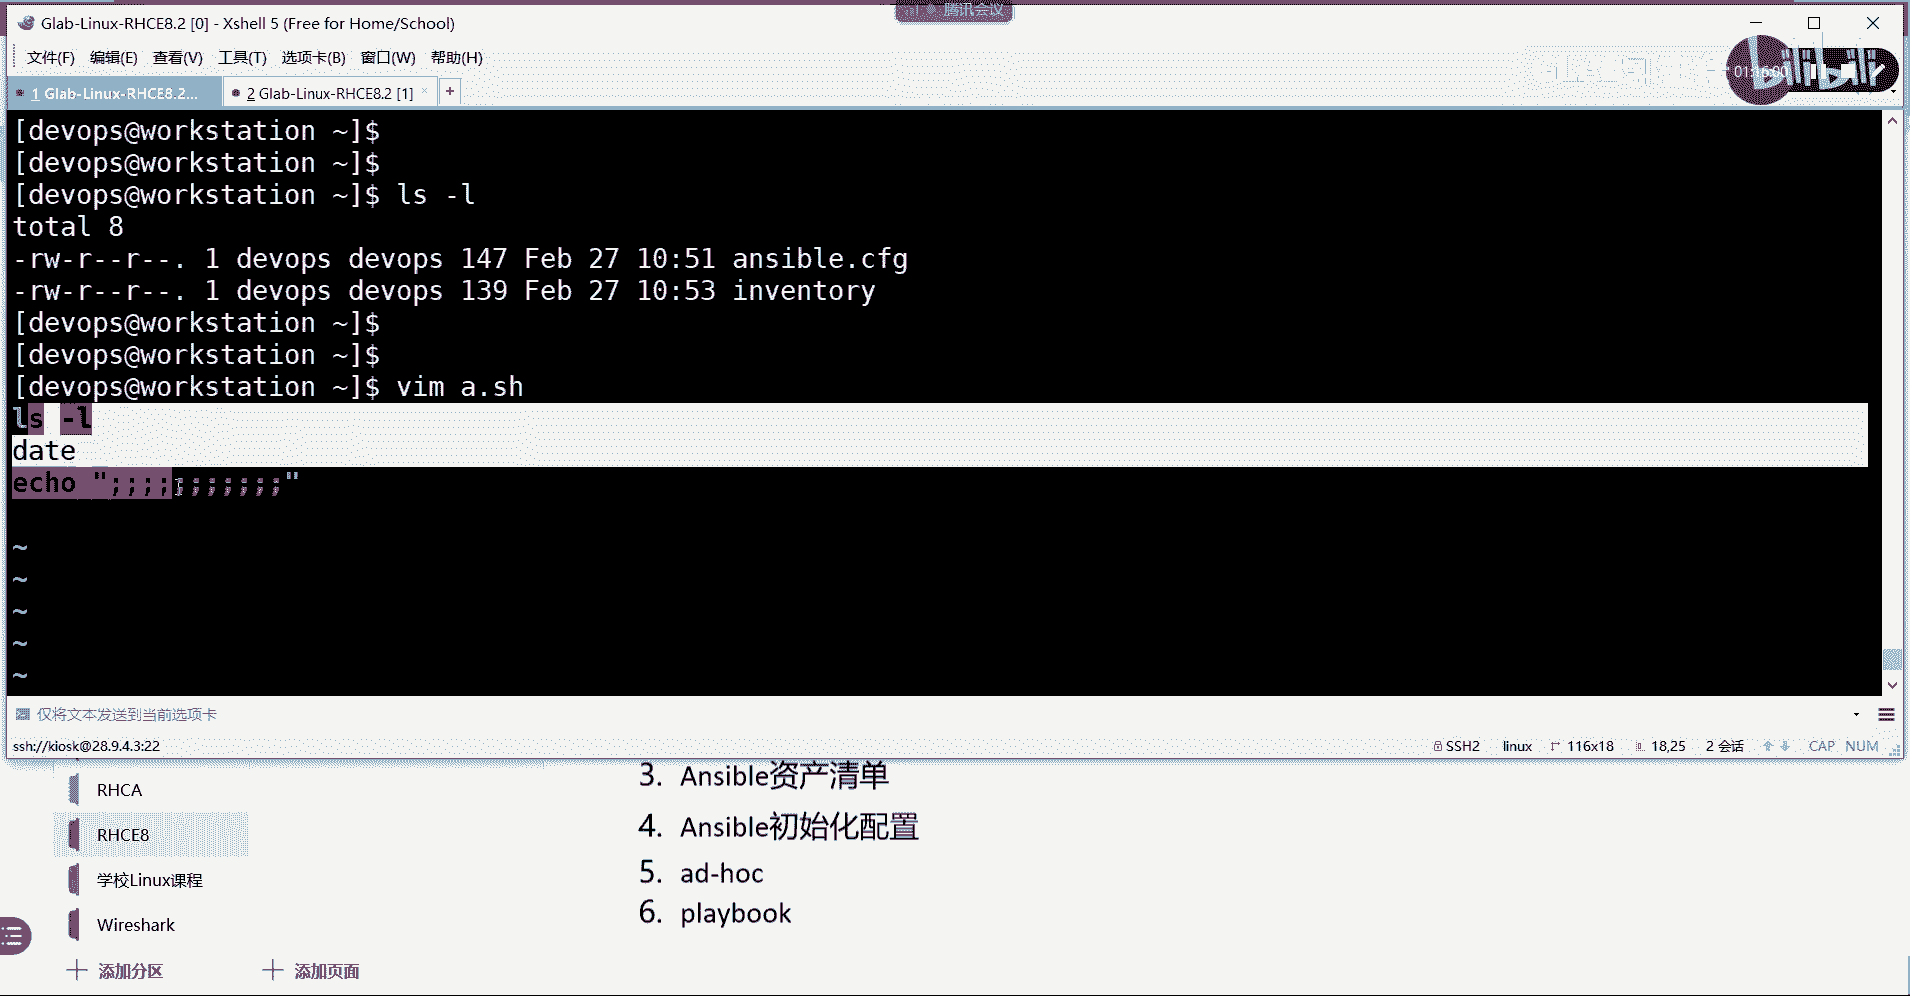 腾讯会议
Glab-Linux-RHCE8.2 [0] - Xshell 5 (Free for Home/School)
文件(F) 编辑(E) 查看(V) 工具(T) 选项卡(B) 窗口(W) 帮助(H)
bilibili
01:16:00
1 Glab-Linux-RHCE8.2... 2 Glab-Linux-RHCE8.2 [1] × +
[devops@workstation ~]$
[devops@workstation ~]$
[devops@workstation ~]$ ls -l
total 8
-rw-r--r--. 1 devops devops 147 Feb 27 10:51 ansible.cfg
-rw-r--r--. 1 devops devops 139 Feb 27 10:53 inventory
[devops@workstation ~]$
[devops@workstation ~]$
[devops@workstation ~]$ vim a.sh
ls -l
date
echo ";;;;;;;;;;;"
~
~
~
~
~
仅将文本发送到当前选项卡
ssh://kiosk@28.9.4.3:22 SSH2 linux 116x18 18,25 2 会话 CAP NUM
RHCA
RHCE8
学校Linux课程
Wireshark
添加分区 添加页面
3. Ansible资产清单
4. Ansible初始化配置
5. ad-hoc
6. playbook